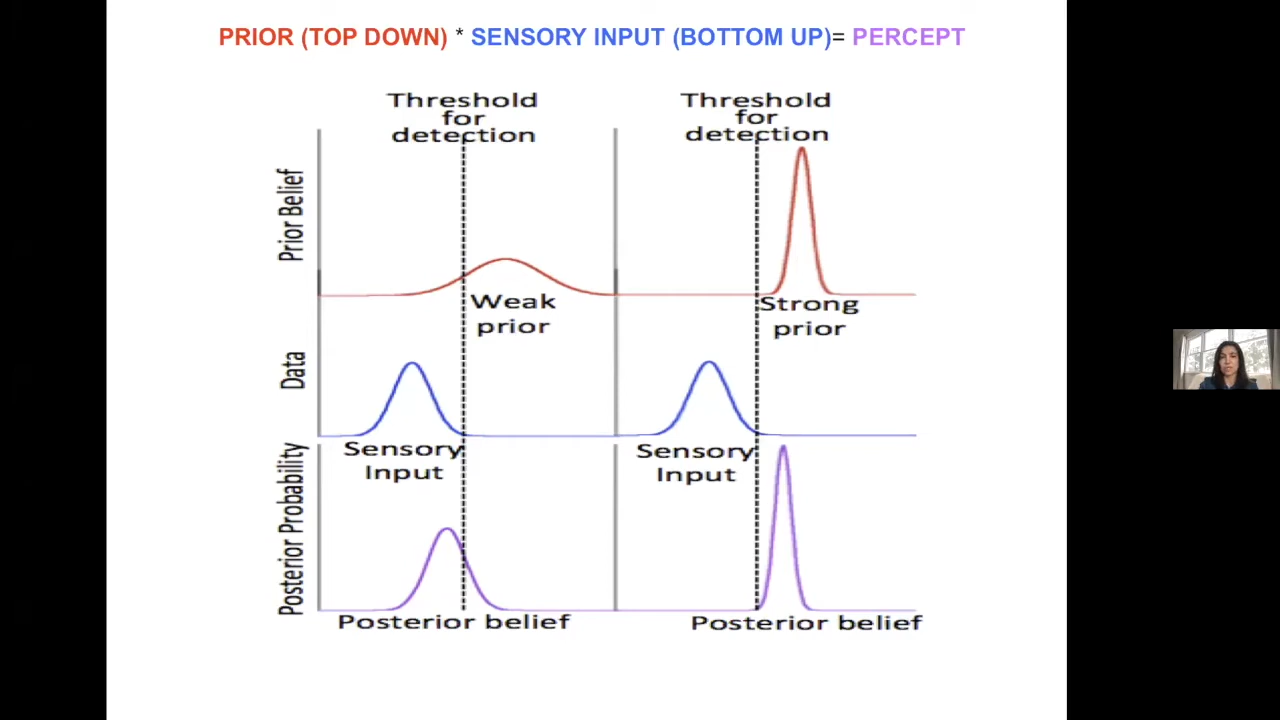 PRIOR (TOP DOWN) * SENSORY INPUT (BOTTOM UP)= PERCEPT
Threshold
for
detection
Threshold
for
detection
Prior Belief
Weak
prior
Strong
prior
Data
Sensory
Input
Sensory
Input
Posterior Probability
Posterior belief
Posterior belief